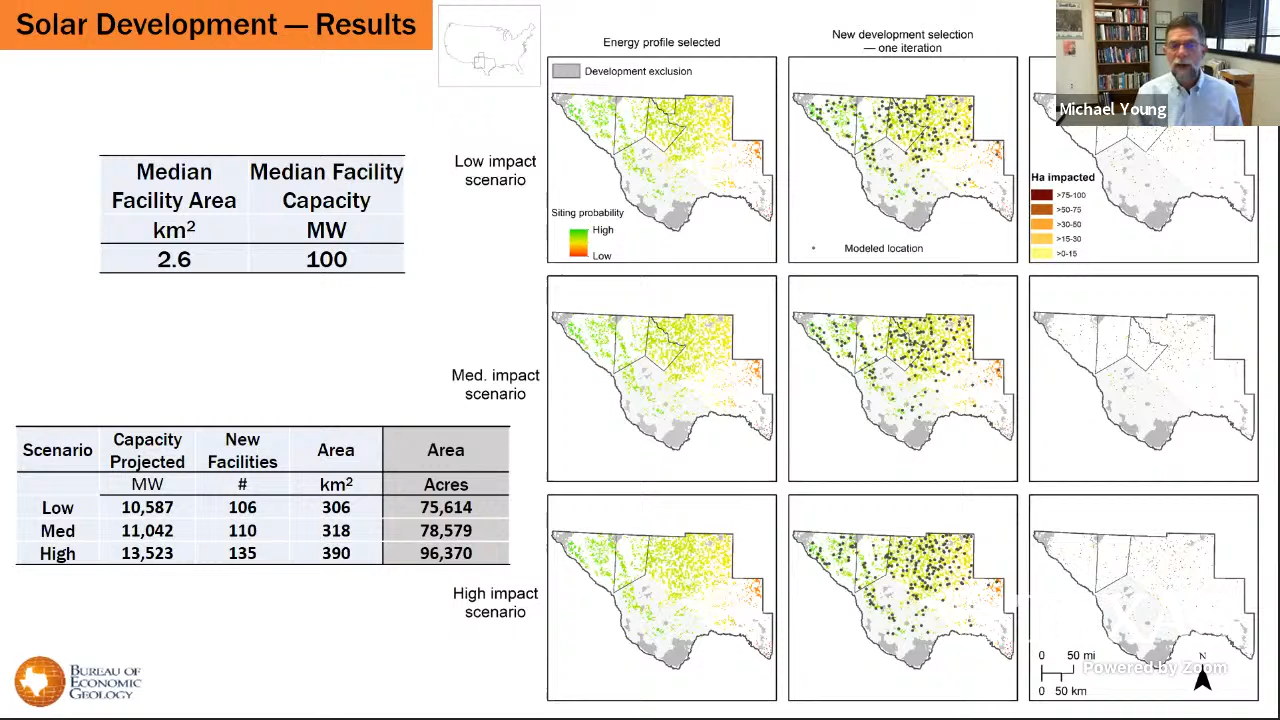 Solar Development — Results
Median Facility Area
Median Facility Capacity
km²
MW
2.6
100
Scenario
Capacity Projected
New Facilities
Area
Area
MW
#
km²
Acres
Low
10,587
106
306
75,614
Med
11,042
110
318
78,579
High
13,523
135
390
96,370
BUREAU OF
ECONOMIC
GEOLOGY
Energy profile selected
New development selection
— one iteration
Development exclusion
Low impact
scenario
Siting probability
High
Low
Modeled location
Michael Young
Ha impacted
>75-100
>50-75
>30-50
>15-30
>0-15
Med. impact
scenario
High impact
scenario
0 50 mi
0 50 km
N
Powered by Zoom